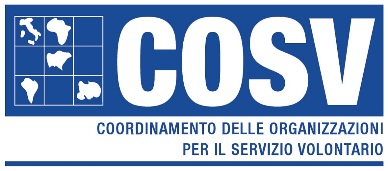 COSV
COORDINAMENTO DELLE ORGANIZZAZIONI
PER IL SERVIZIO VOLONTARIO